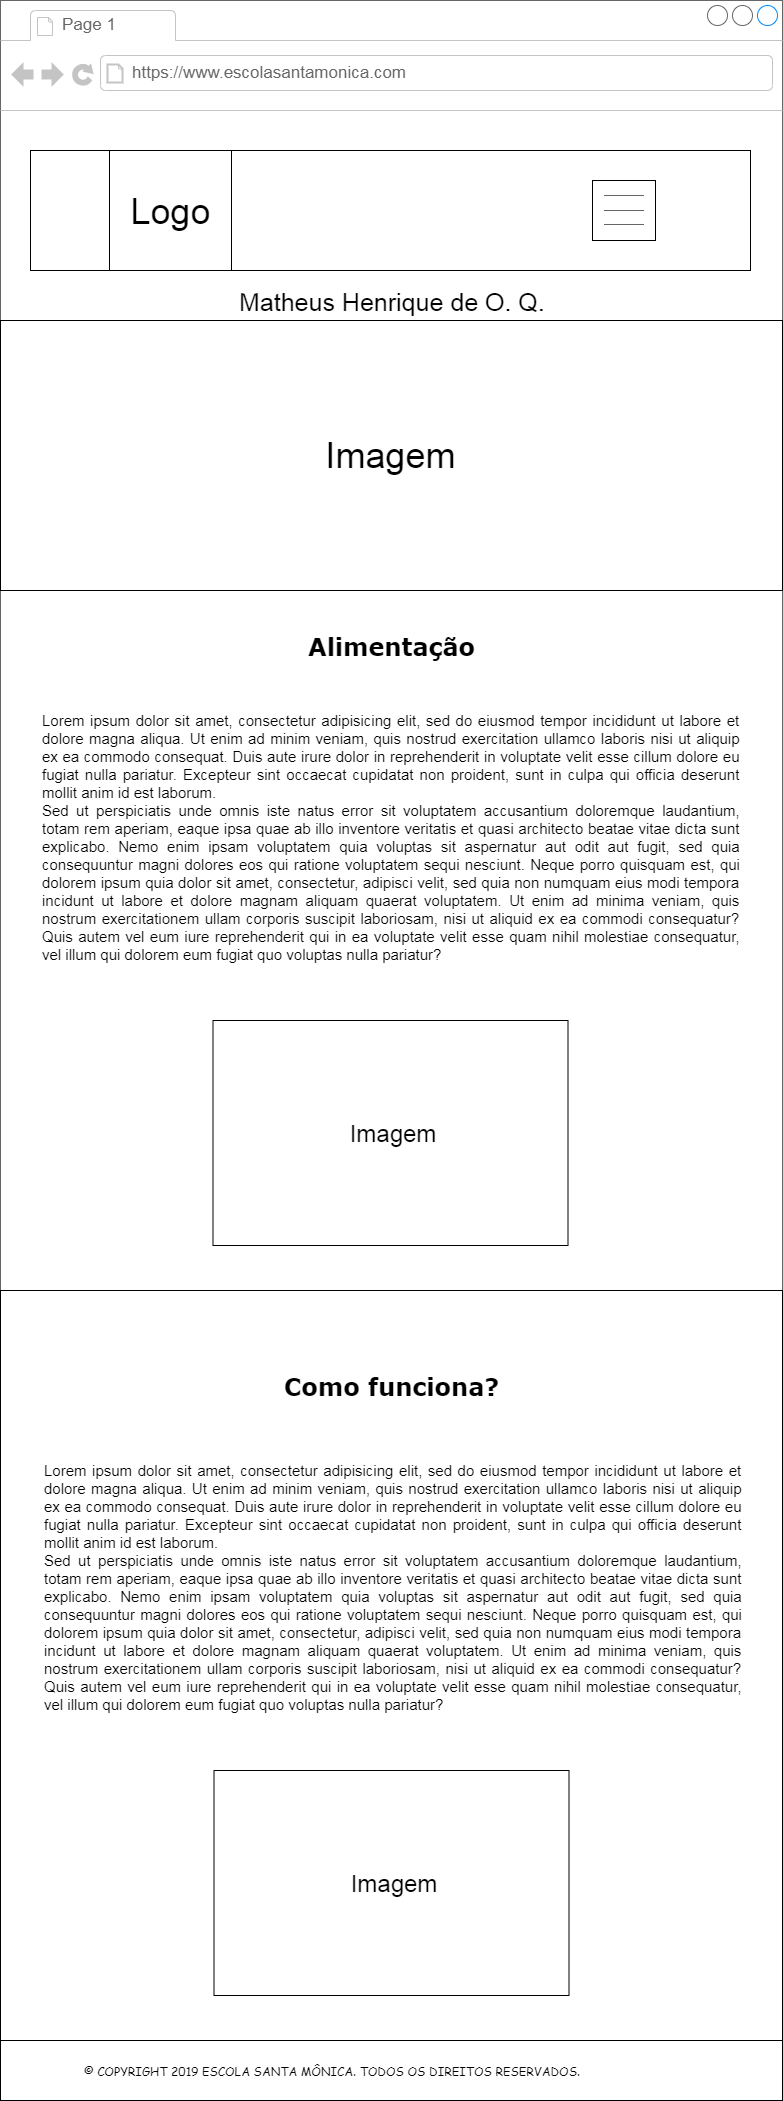 Page 1
https://www.escolasantamonica.com
Logo
Matheus Henrique de O. Q.
Imagem
Alimentação
Lorem ipsum dolor sit amet, consectetur adipisicing elit, sed do eiusmod tempor incididunt ut labore et
dolore magna aliqua. Ut enim ad minim veniam, quis nostrud exercitation ullamco laboris nisi ut aliquip
ex ea commodo consequat. Duis aute irure dolor in reprehenderit in voluptate velit esse cillum dolore eu
fugiat nulla pariatur. Excepteur sint occaecat cupidatat non proident, sunt in culpa qui officia deserunt
mollit anim id est laborum.
Sed ut perspiciatis unde omnis iste natus error sit voluptatem accusantium doloremque laudantium,
totam rem aperiam, eaque ipsa quae ab illo inventore veritatis et quasi architecto beatae vitae dicta sunt
explicabo. Nemo enim ipsam voluptatem quia voluptas sit aspernatur aut odit aut fugit, sed quia
consequuntur magni dolores eos qui ratione voluptatem sequi nesciunt. Neque porro quisquam est, qui
dolorem ipsum quia dolor sit amet, consectetur, adipisci velit, sed quia non numquam eius modi tempora
incidunt ut labore et dolore magnam aliquam quaerat voluptatem. Ut enim ad minima veniam, quis
nostrum exercitationem ullam corporis suscipit laboriosam, nisi ut aliquid ex ea commodi consequatur?
Quis autem vel eum iure reprehenderit qui in ea voluptate velit esse quam nihil molestiae consequatur,
vel illum qui dolorem eum fugiat quo voluptas nulla pariatur?
Imagem
Como funciona?
Lorem ipsum dolor sit amet, consectetur adipisicing elit, sed do eiusmod tempor incididunt ut labore et
dolore magna aliqua. Ut enim ad minim veniam, quis nostrud exercitation ullamco laboris nisi ut aliquip
ex ea commodo consequat. Duis aute irure dolor in reprehenderit in voluptate velit esse cillum dolore eu
fugiat nulla pariatur. Excepteur sint occaecat cupidatat non proident, sunt in culpa qui officia deserunt
mollit anim id est laborum.
Sed ut perspiciatis unde omnis iste natus error sit voluptatem accusantium doloremque laudantium,
totam rem aperiam, eaque ipsa quae ab illo inventore veritatis et quasi architecto beatae vitae dicta sunt
explicabo. Nemo enim ipsam voluptatem quia voluptas sit aspernatur aut odit aut fugit, sed quia
consequuntur magni dolores eos qui ratione voluptatem sequi nesciunt. Neque porro quisquam est, qui
dolorem ipsum quia dolor sit amet, consectetur, adipisci velit, sed quia non numquam eius modi tempora
incidunt ut labore et dolore magnam aliquam quaerat voluptatem. Ut enim ad minima veniam, quis
nostrum exercitationem ullam corporis suscipit laboriosam, nisi ut aliquid ex ea commodi consequatur?
Quis autem vel eum iure reprehenderit qui in ea voluptate velit esse quam nihil molestiae consequatur,
vel illum qui dolorem eum fugiat quo voluptas nulla pariatur?
Imagem
© COPYRIGHT 2019 ESCOLA SANTA MÔNICA. TODOS OS DIREITOS RESERVADOS.